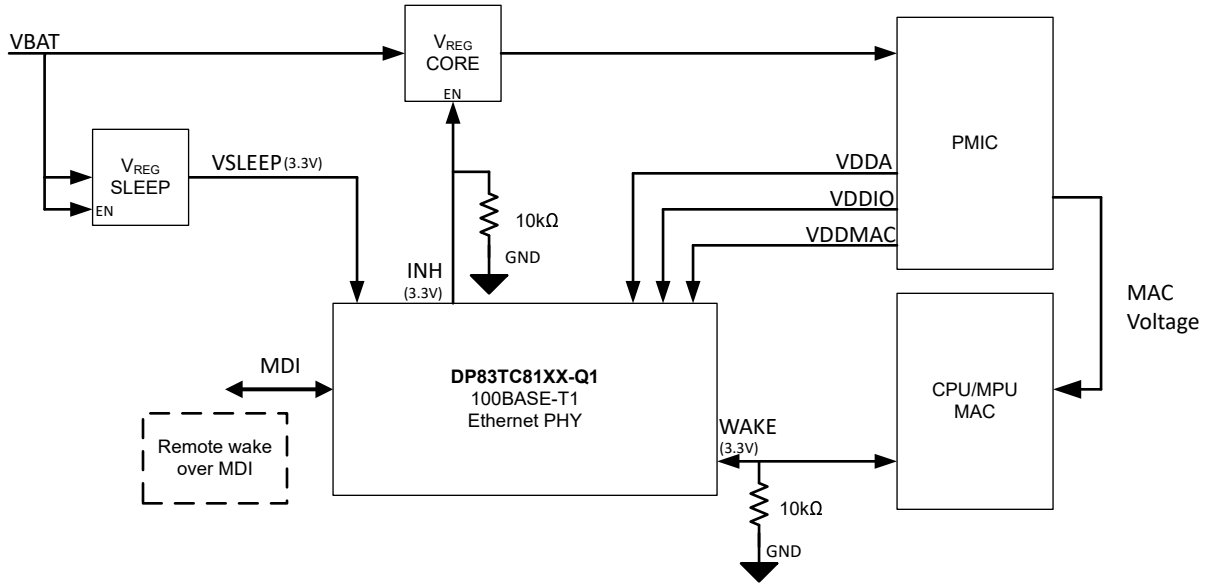 VBAT
VREG
CORE
EN
VREG
SLEEP
EN
VSLEEP(3.3V)
10kΩ
GND
INH
(3.3V)
PMIC
VDDA
VDDIO
VDDMAC
MAC
Voltage
MDI
Remote wake
over MDI
DP83TC81XX-Q1
100BASE-T1
Ethernet PHY
WAKE
(3.3V)
10kΩ
GND
CPU/MPU
MAC